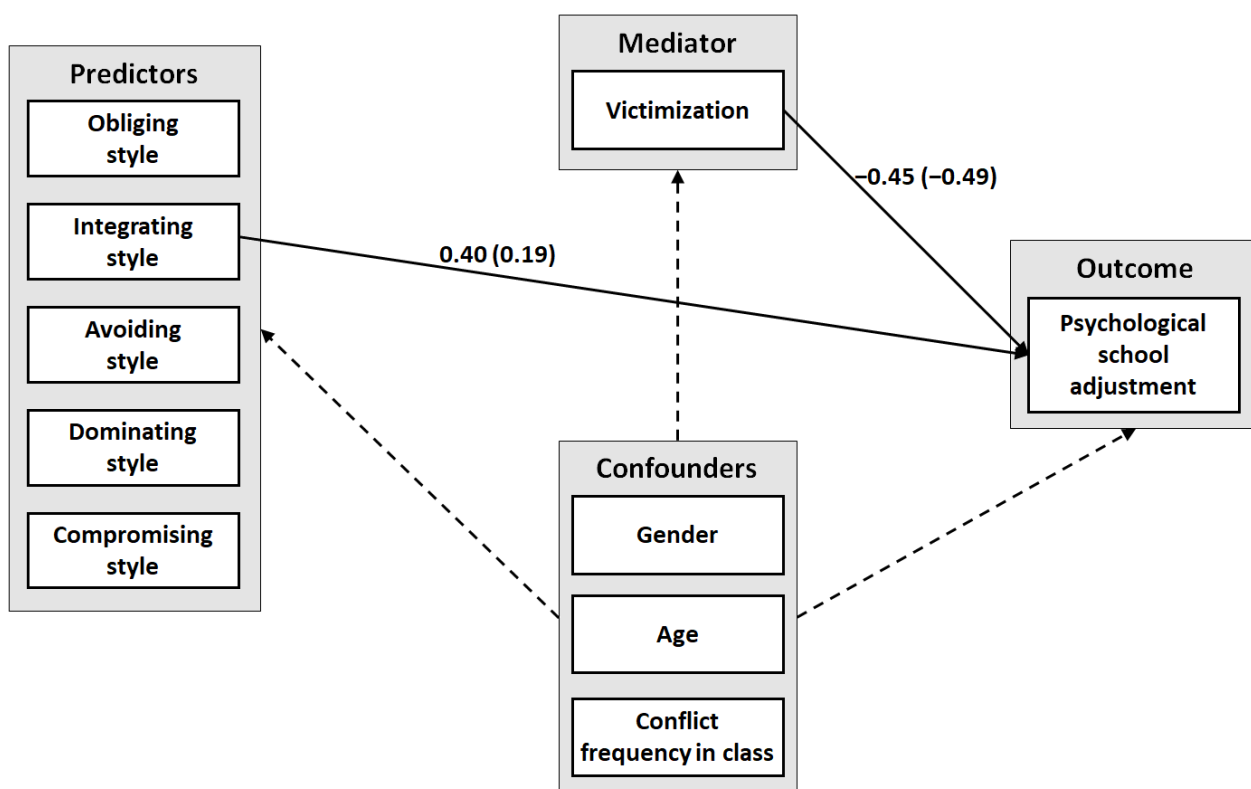 Predictors
Obliging
style
Integrating
style
Avoiding
style
Dominating
style
Compromising
style
Mediator
Victimization
−0.45 (−0.49)
0.40 (0.19)
Outcome
Psychological
school
adjustment
Confounders
Gender
Age
Conflict
frequency in class